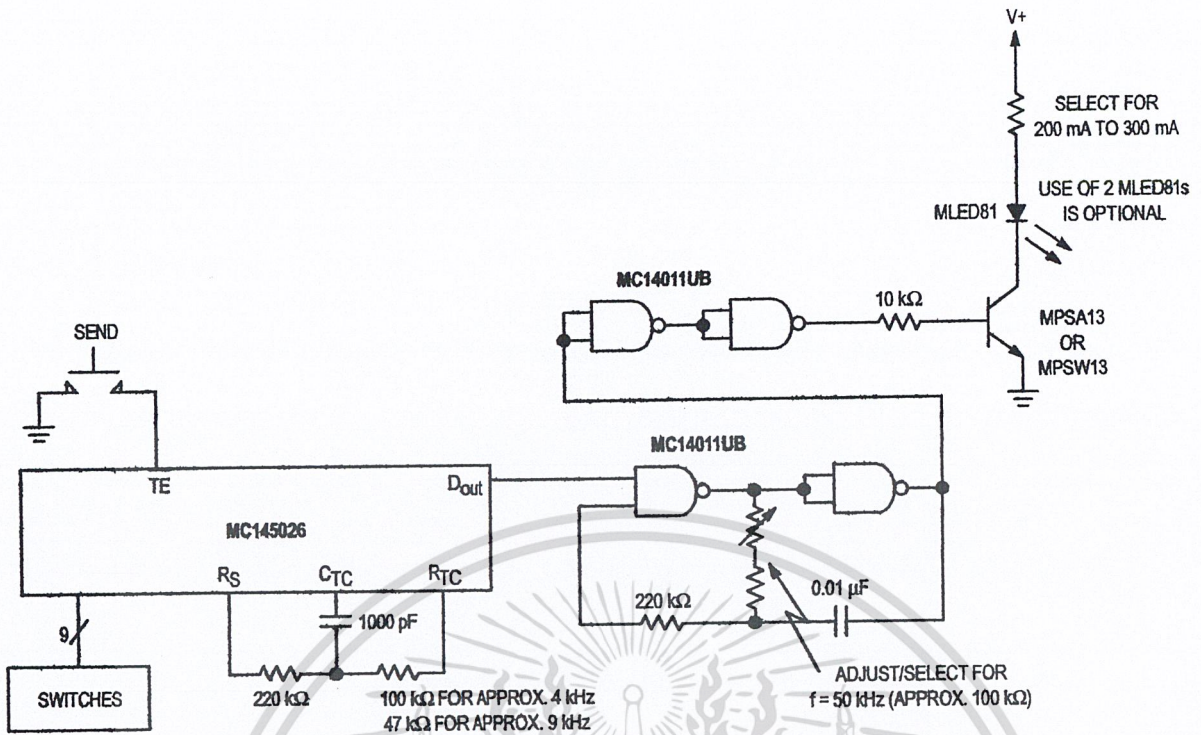 V+
SELECT FOR
200 mA TO 300 mA
MLED81
USE OF 2 MLED81s
IS OPTIONAL
MC14011UB
10 kΩ
MPSA13
OR
MPSW13
SEND
MC14011UB
TE
Dout
MC145026
RS
CTC
RTC
220 kΩ
0.01 µF
9
1000 pF
SWITCHES
220 kΩ
100 kΩ FOR APPROX. 4 kHz
47 kΩ FOR APPROX. 9 kHz
ADJUST/SELECT FOR
f = 50 kHz (APPROX. 100 kΩ)